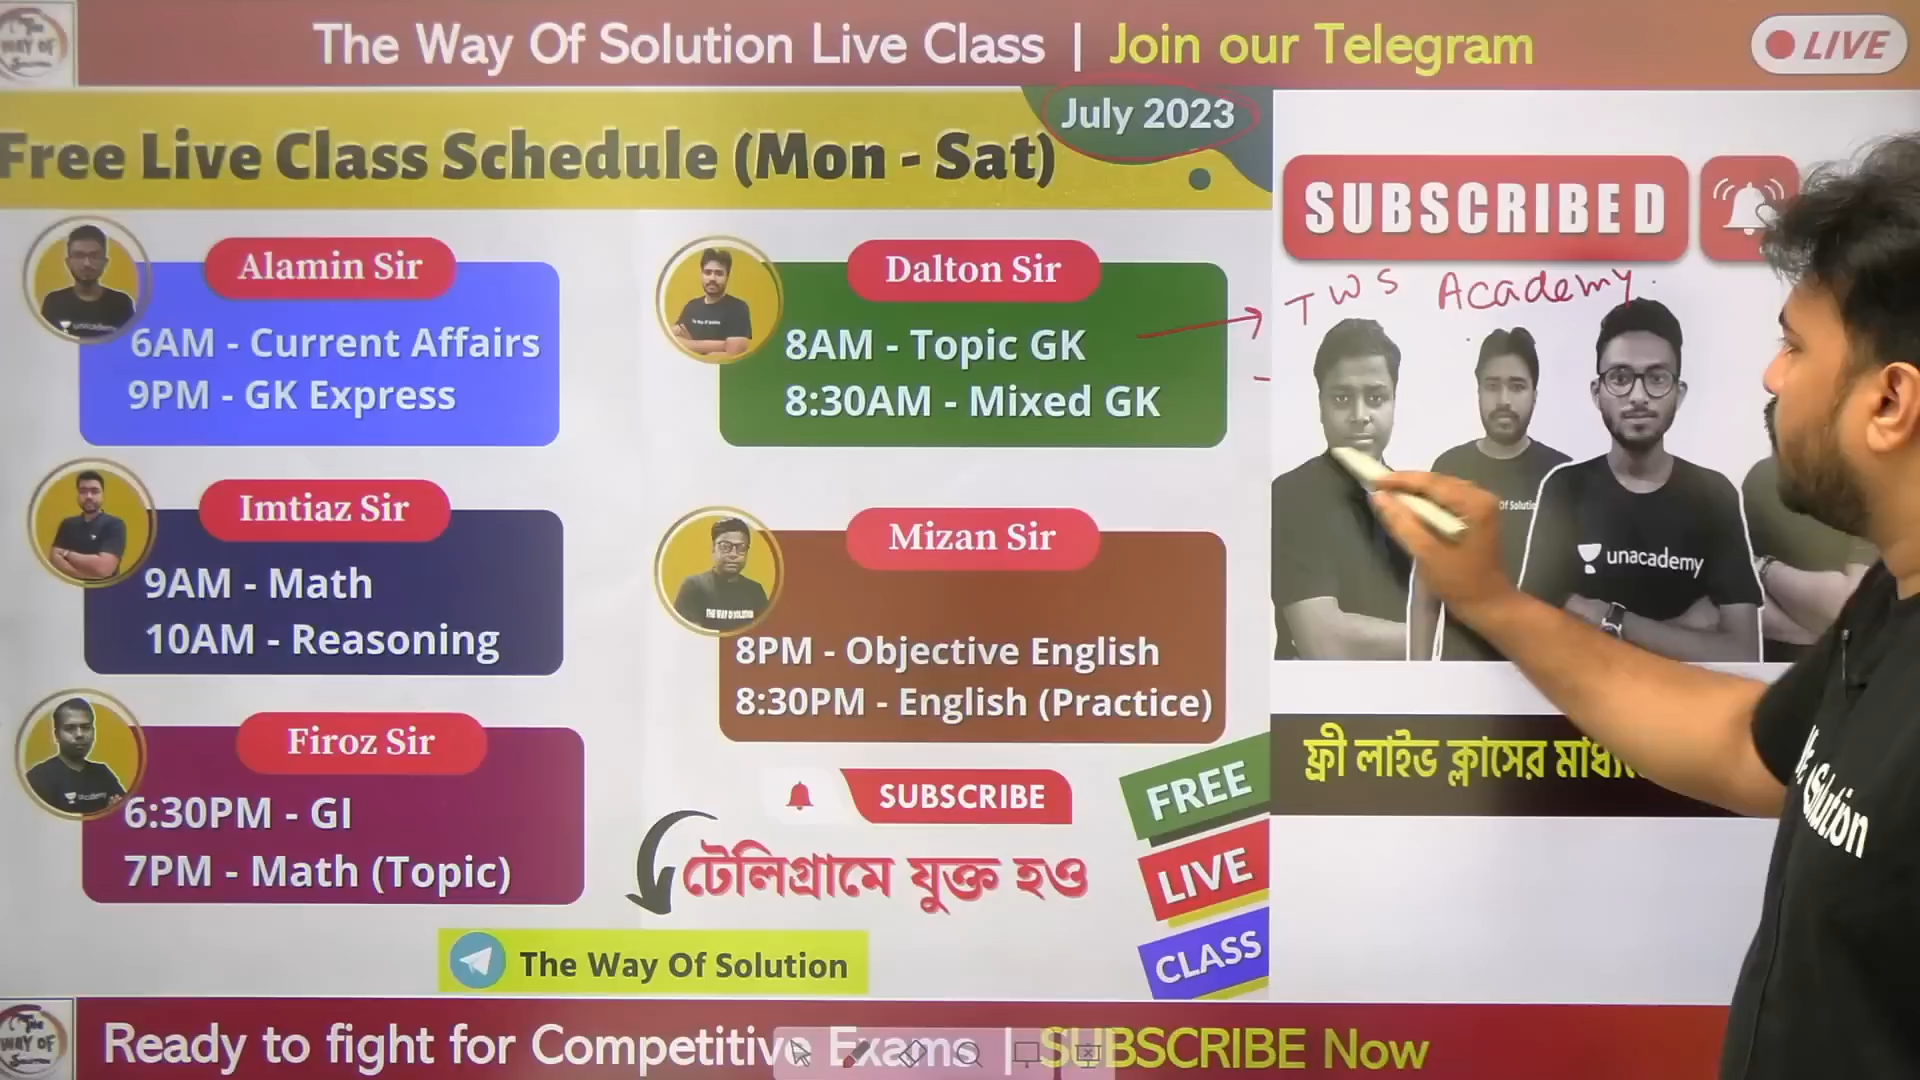 The Way Of Solution Live Class | Join our Telegram
LIVE
July 2023
Free Live Class Schedule (Mon - Sat)
SUBSCRIBED
TWS Academy.
Alamin Sir
6AM - Current Affairs
9PM - GK Express
Dalton Sir
8AM - Topic GK
8:30AM - Mixed GK
Imtiaz Sir
9AM - Math
10AM - Reasoning
Mizan Sir
8PM - Objective English
8:30PM - English (Practice)
Firoz Sir
6:30PM - GI
7PM - Math (Topic)
unacademy
ফ্রী লাইভ ক্লাসের
SUBSCRIBE
টেলিগ্রামে যুক্ত হও
The Way Of Solution
FREE
LIVE
CLASS
Solution
Ready to fight for Competitive Exams | SUBSCRIBE Now